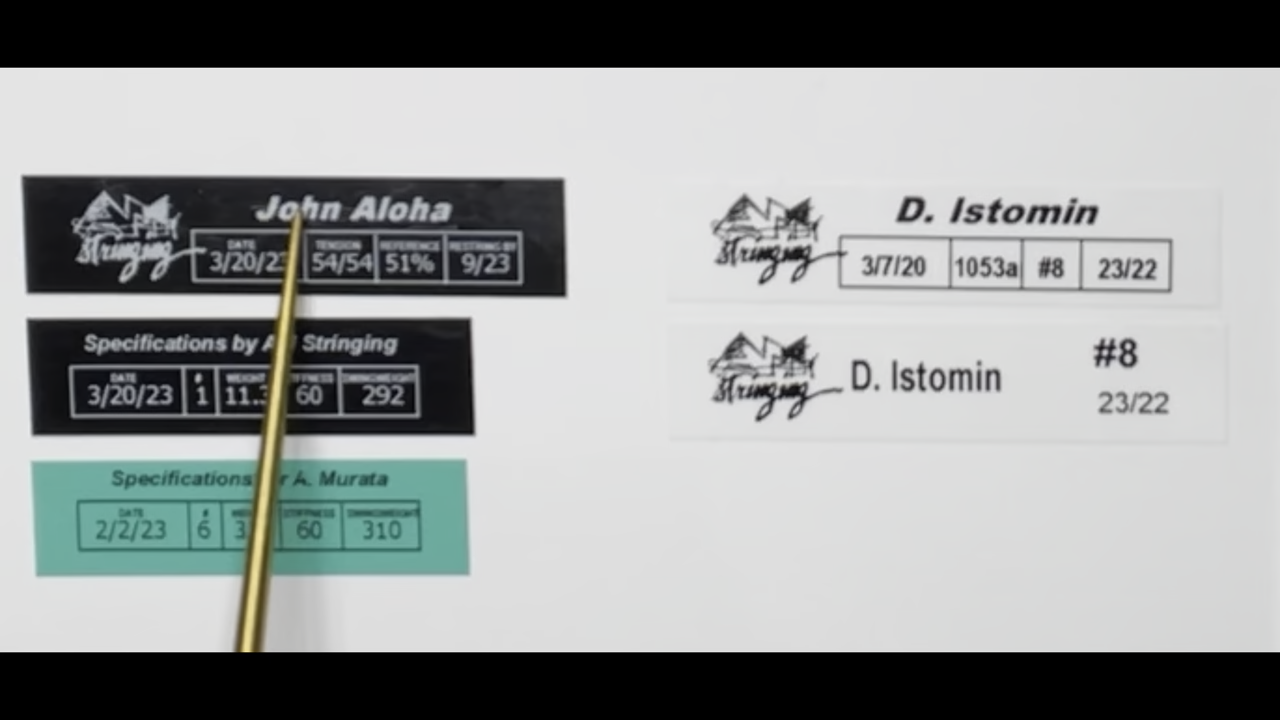 John Aloha
DATE TENSION REFERENCE RESTRING BY
3/20/23 54/54 51% 9/23
stringing
Specifications by Stringing
DATE # WEIGHT SWINGWEIGHT
3/20/23 1 11.3 60 292
Specifications A. Murata
DATE # STIFFNESS SWINGWEIGHT
2/2/23 6 3. 60 310
D. Istomin
3/7/20 1053a #8 23/22
stringing
#8
D. Istomin
23/22
stringing